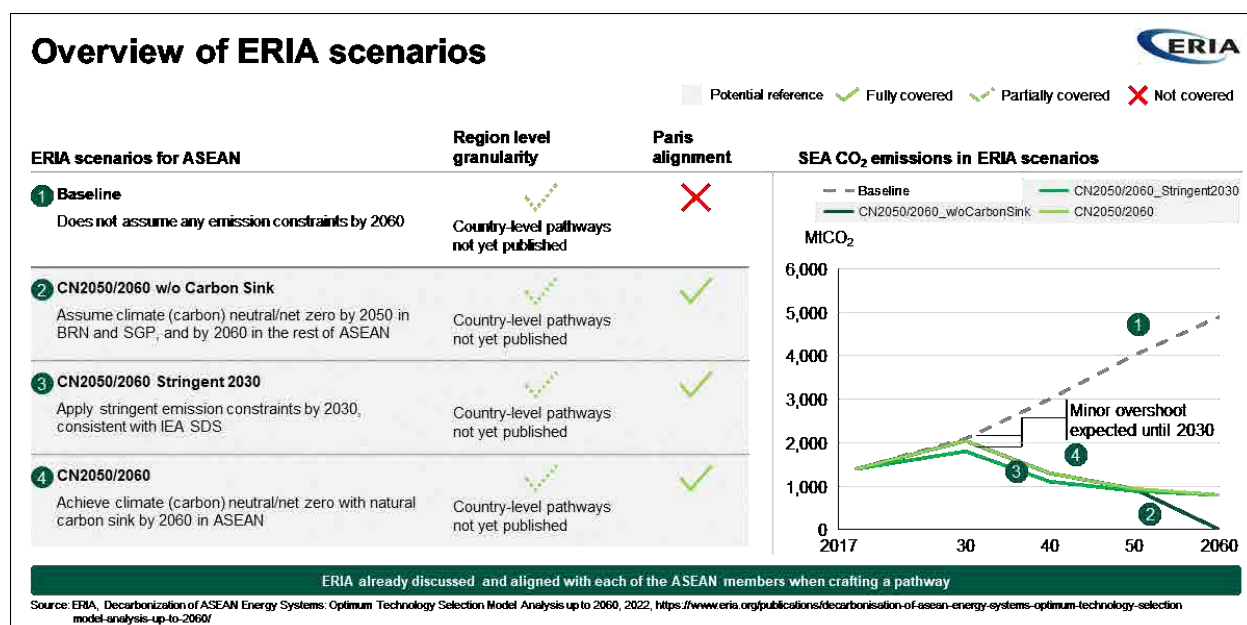 Overview of ERIA scenarios
ERIA
Potential reference
Fully covered
Partially covered
Not covered
ERIA scenarios for ASEAN
Region level
granularity
Paris
alignment
1 Baseline
Does not assume any emission constraints by 2060
Country-level pathways
not yet published
2 CN2050/2060 w/o Carbon Sink
Assume climate (carbon) neutral/net zero by 2050 in
BRN and SGP, and by 2060 in the rest of ASEAN
Country-level pathways
not yet published
3 CN2050/2060 Stringent 2030
Apply stringent emission constraints by 2030,
consistent with IEA SDS
Country-level pathways
not yet published
4 CN2050/2060
Achieve climate (carbon) neutral/net zero with natural
carbon sink by 2060 in ASEAN
Country-level pathways
not yet published
SEA CO₂ emissions in ERIA scenarios
Baseline
CN2050/2060_Stringent2030
CN2050/2060_w/oCarbonSink
CN2050/2060
MtCO₂
6,000
5,000
4,000
3,000
2,000
1,000
0
1
Minor overshoot
expected until 2030
4
3
2
2017 30 40 50 2060
ERIA already discussed and aligned with each of the ASEAN members when crafting a pathway
Source: ERIA, Decarbonization of ASEAN Energy Systems: Optimum Technology Selection Model Analysis up to 2060, 2022, https://www.eria.org/publications/decarbonisation-of-asean-energy-systems-optimum-technology-selection
model-analysis-up-to-2060/